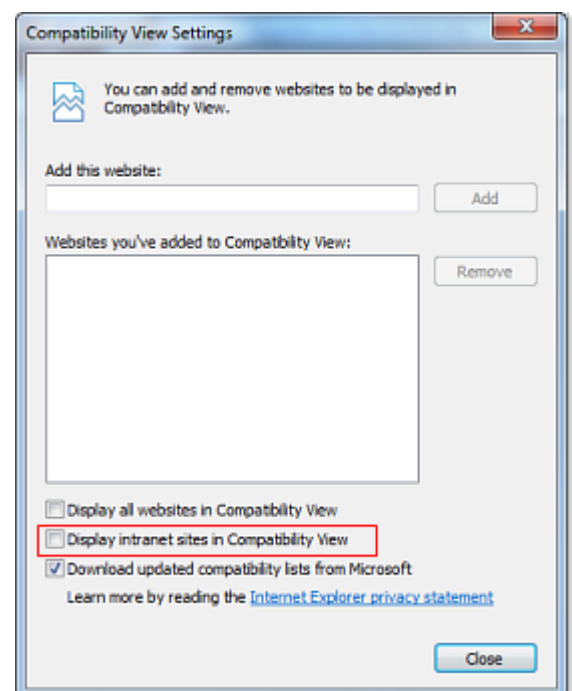 Compatibility View Settings
You can add and remove websites to be displayed in
Compatibility View.
Add this website:
Add
Websites you've added to Compatibility View:
Remove
Display all websites in Compatibility View
Display intranet sites in Compatibility View
Download updated compatibility lists from Microsoft
Learn more by reading the Internet Explorer privacy statement
Close